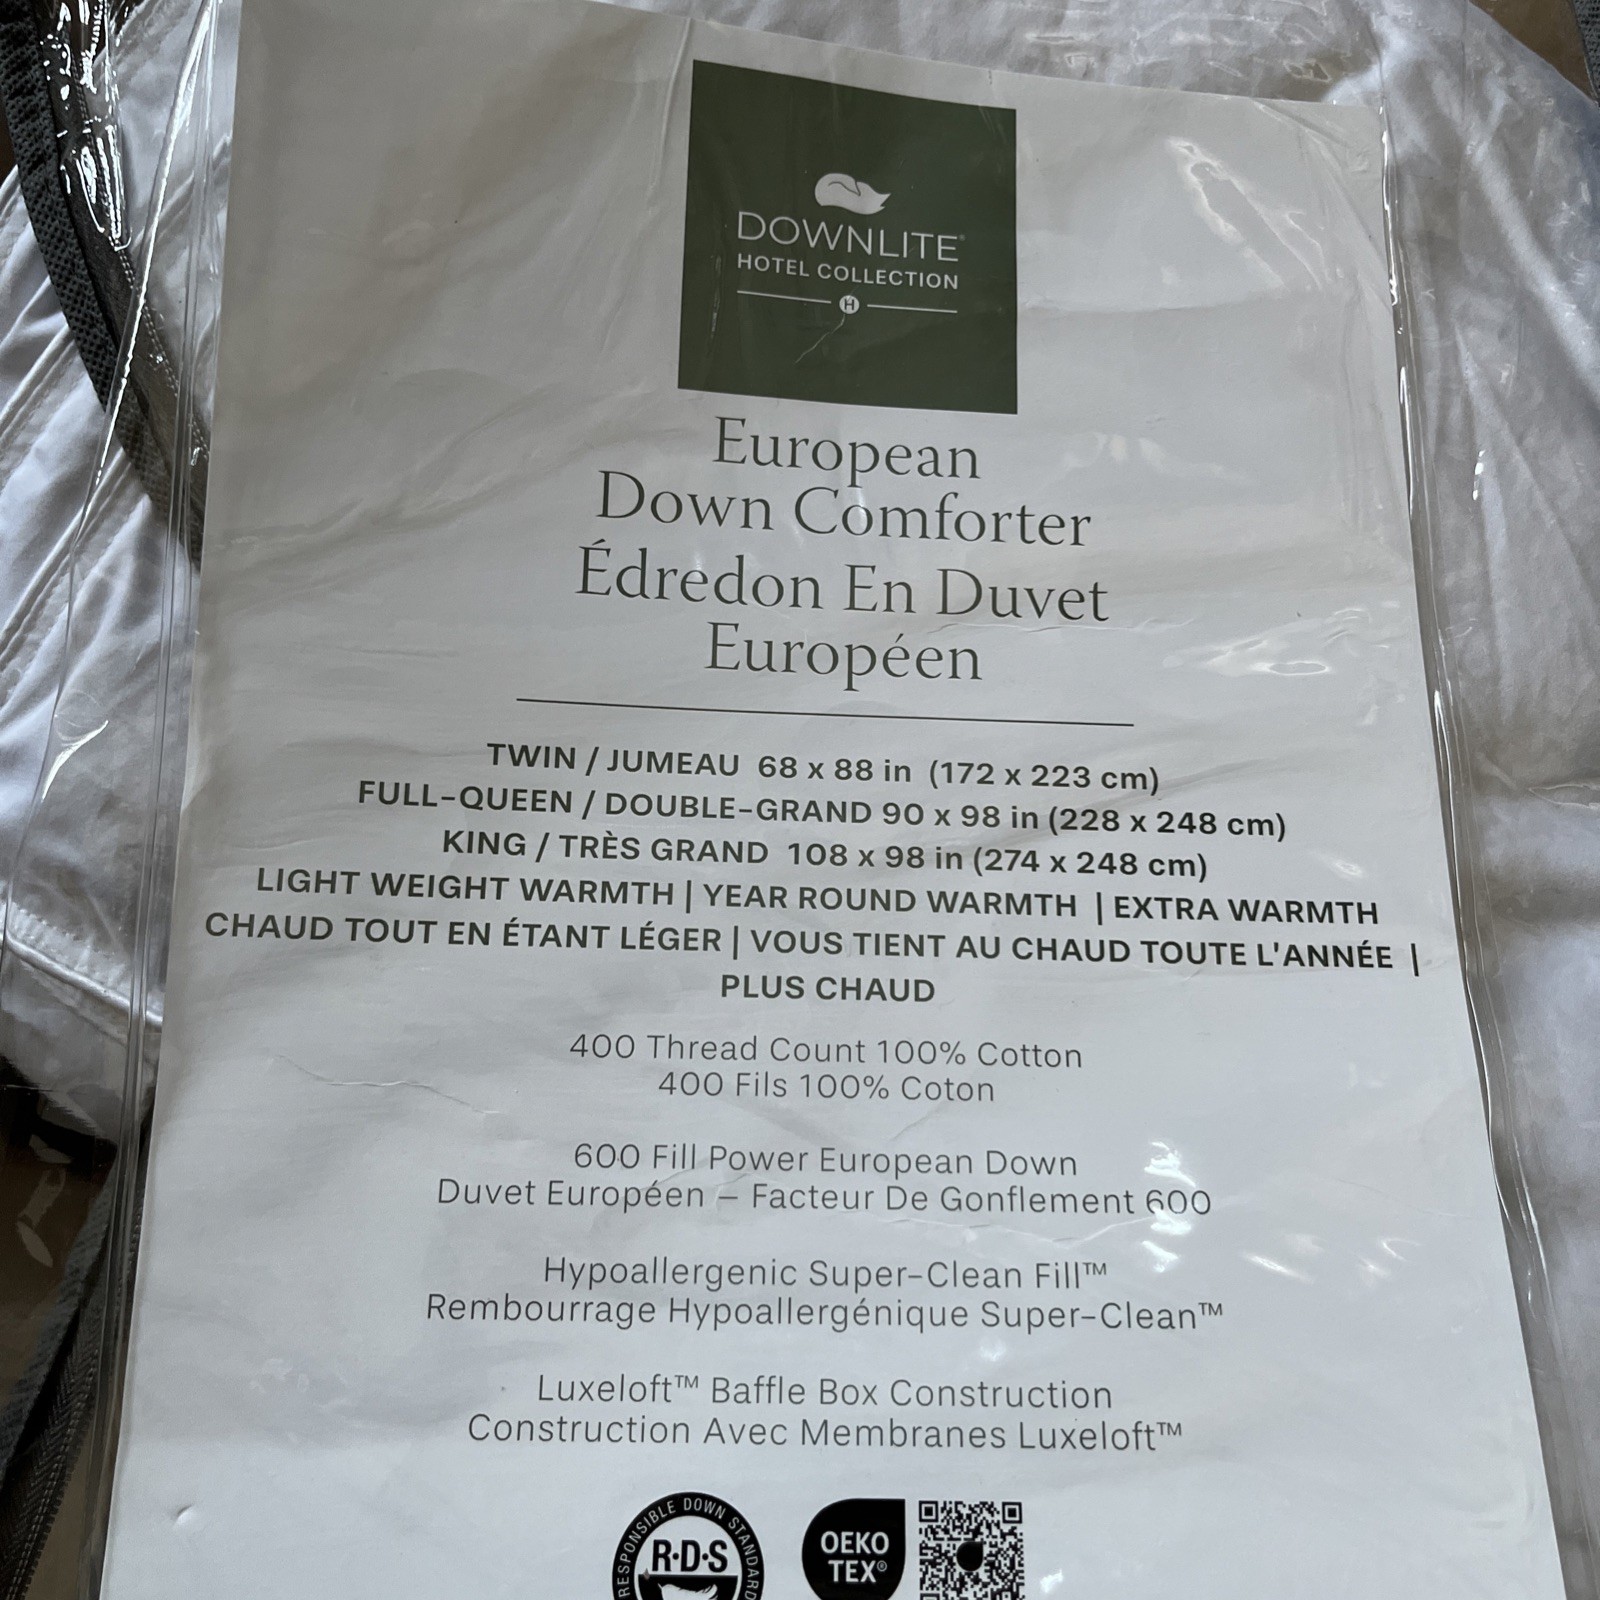 DOWNLITE®
HOTEL COLLECTION
H
European
Down Comforter
Édredon En Duvet
Européen
TWIN / JUMEAU 68 x 88 in (172 x 223 cm)
FULL-QUEEN / DOUBLE-GRAND 90 x 98 in (228 x 248 cm)
KING / TRÈS GRAND 108 x 98 in (274 x 248 cm)
LIGHT WEIGHT WARMTH | YEAR ROUND WARMTH | EXTRA WARMTH
CHAUD TOUT EN ÉTANT LÉGER | VOUS TIENT AU CHAUD TOUTE L'ANNÉE |
PLUS CHAUD
400 Thread Count 100% Cotton
400 Fils 100% Coton
600 Fill Power European Down
Duvet Européen – Facteur De Gonflement 600
Hypoallergenic Super-Clean Fill™
Rembourrage Hypoallergénique Super-Clean™
Luxeloft™ Baffle Box Construction
Construction Avec Membranes Luxeloft™
RESPONSIBLE DOWN STANDARD
R·D·S
OEKO
TEX®